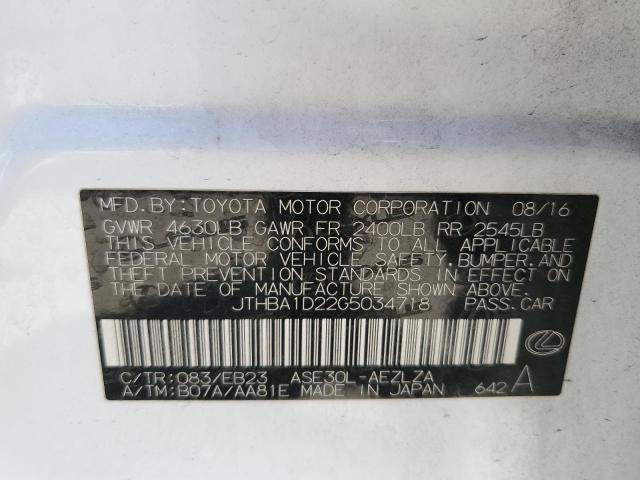 MFD. BY: TOYOTA MOTOR CORPORATION 08/16
GVWR 4630LB GAWR FR 2400LB RR 2545LB
THIS VEHICLE CONFORMS TO ALL APPLICABLE
FEDERAL MOTOR VEHICLE SAFETY, BUMPER, AND
THEFT PREVENTION STANDARDS IN EFFECT ON
THE DATE OF MANUFACTURE SHOWN ABOVE.
JTHBA1D22G5034718 PASS. CAR
C/TR: 083/EB23 ASE30L-AEZLZA
A/TM: B07A/AA81E MADE IN JAPAN 642 A